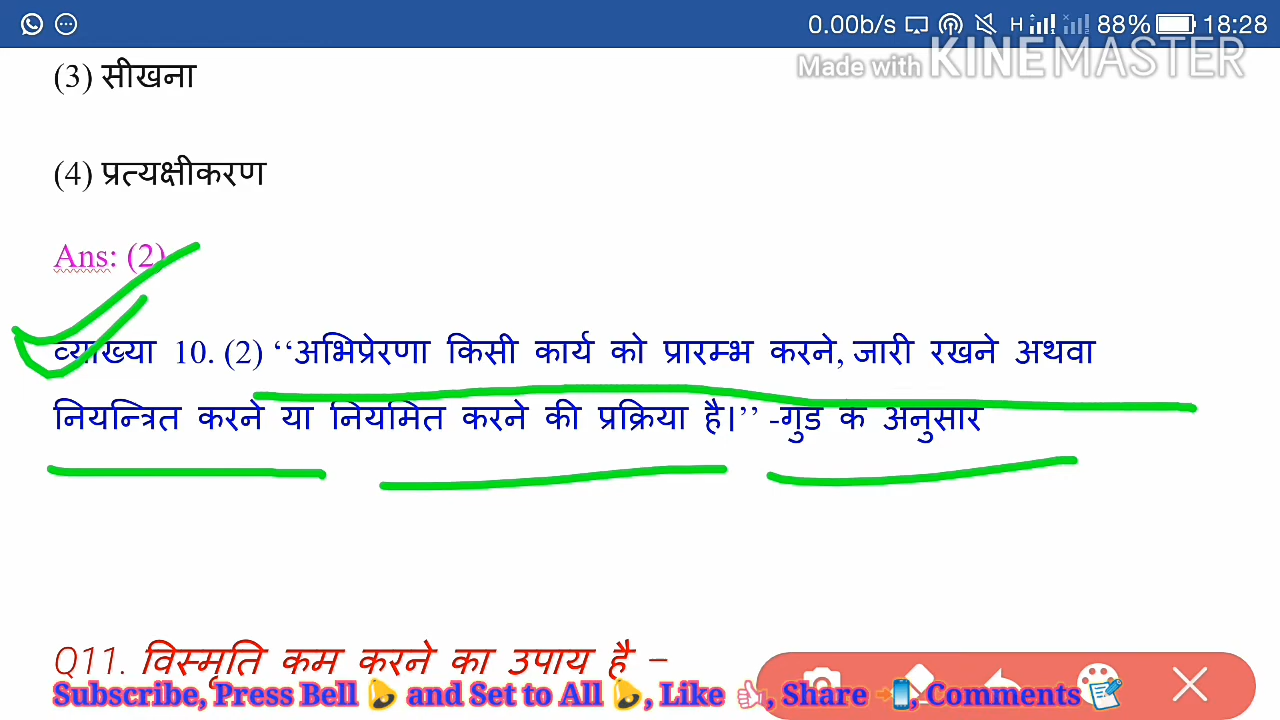 0.00b/s H 88% 18:28
Made with KINEMASTER
(3) सीखना
(4) प्रत्यक्षीकरण
Ans: (2)
व्याख्या 10. (2) ‘‘अभिप्रेरणा किसी कार्य को प्रारम्भ करने, जारी रखने अथवा
नियन्त्रित करने या नियमित करने की प्रक्रिया है।’’ -गुड के अनुसार
Q11. विस्मृति कम करने का उपाय है –
Subscribe, Press Bell 🔔 and Set to All 🔔, Like 👍, Share 📲, Comments 📝